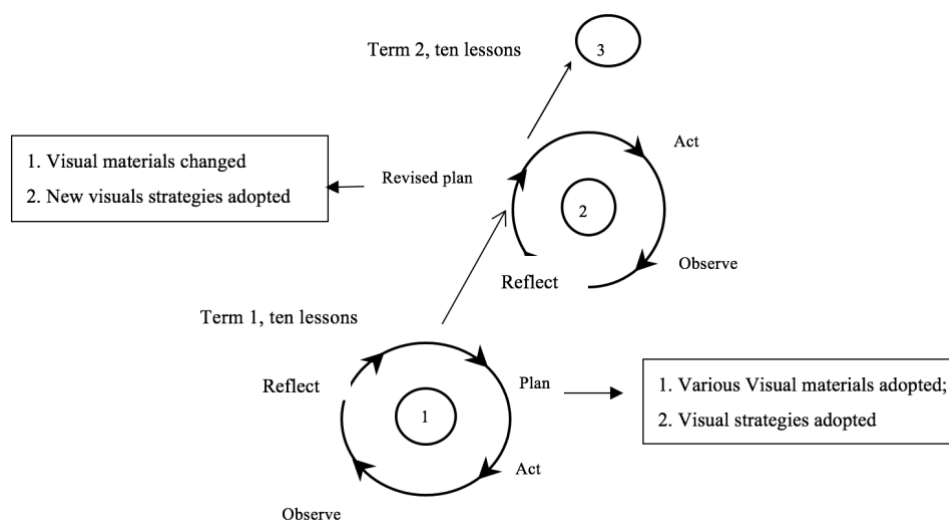 3
Term 2, ten lessons
Act
1. Visual materials changed
2. New visuals strategies adopted
Revised plan
2
Observe
Reflect
Term 1, ten lessons
Reflect
Plan
1. Various Visual materials adopted;
2. Visual strategies adopted
1
Act
Observe